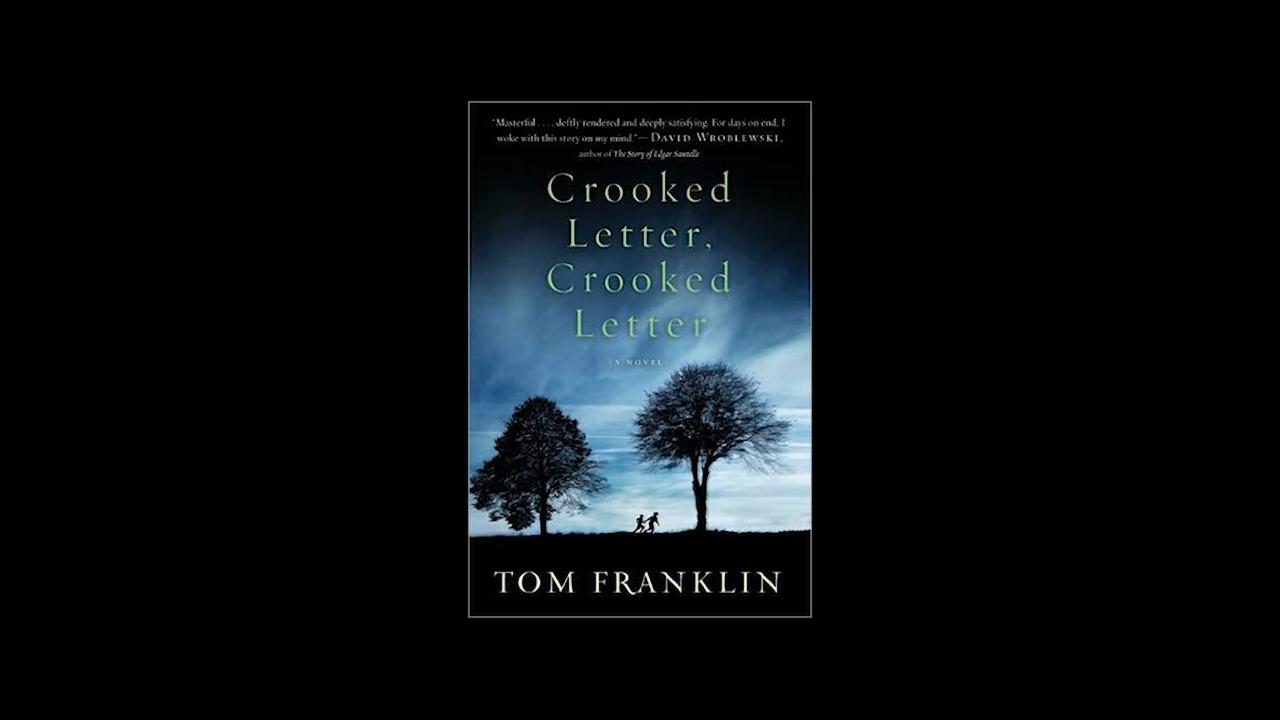 "Masterful . . . . deftly rendered and deeply satisfying. For days on end, I
woke with this story on my mind."—DAVID WROBLEWSKI,
author of The Story of Edgar Sawtelle
Crooked
Letter,
Crooked
Letter
A NOVEL
TOM FRANKLIN